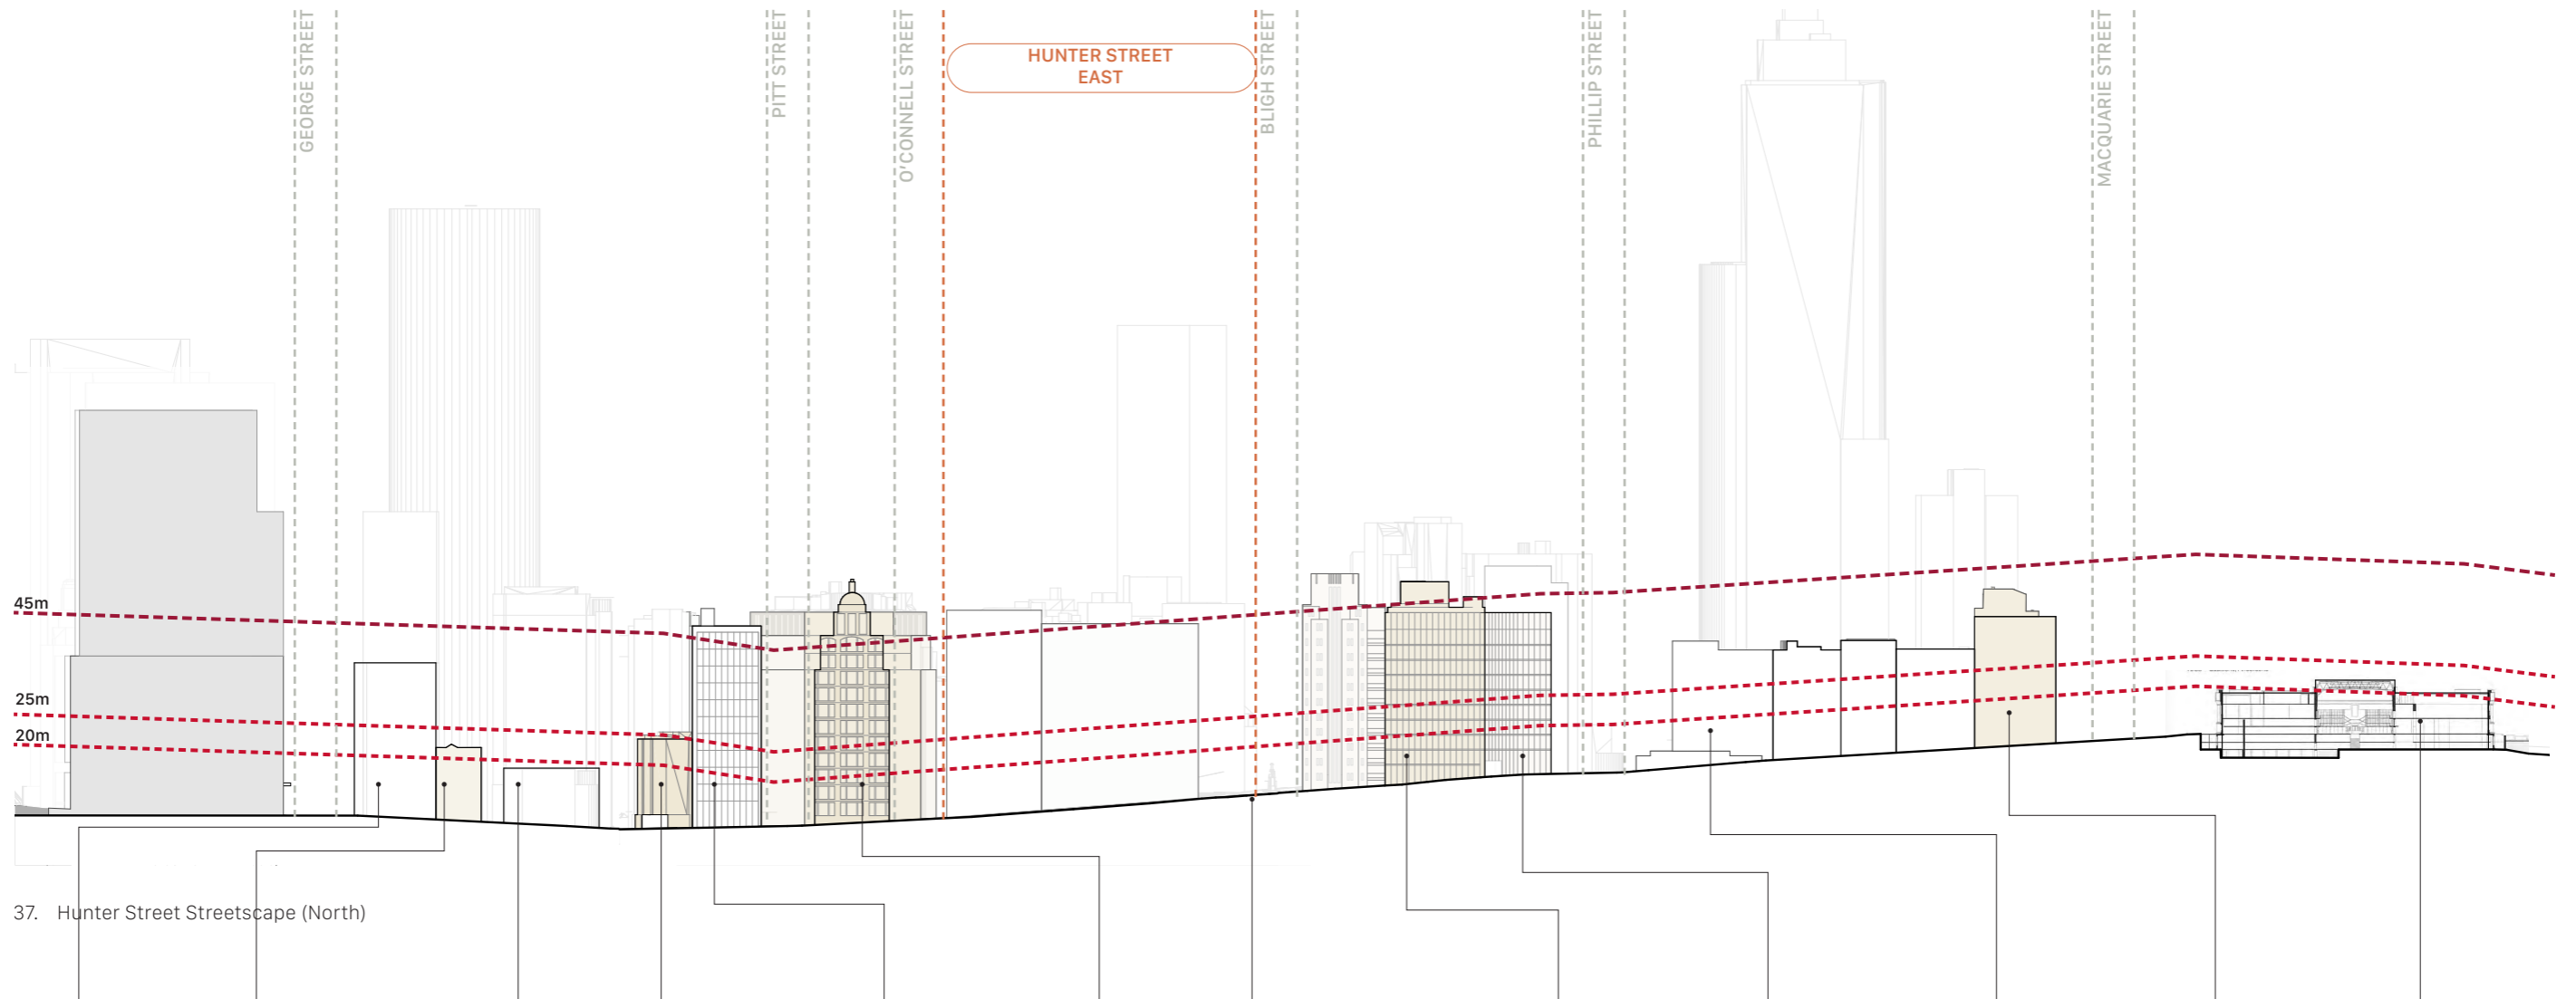 GEORGE STREET
PITT STREET
O'CONNELL STREET
HUNTER STREET
EAST
BLIGH STREET
PHILLIP STREET
MACQUARIE STREET
45m
25m
20m
37. Hunter Street Streetscape (North)